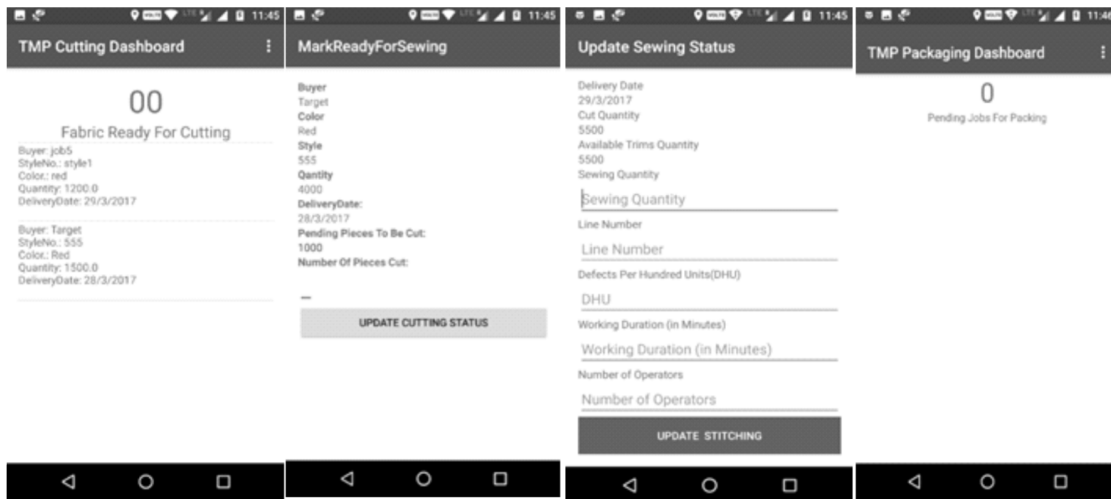 11:45
TMP Cutting Dashboard
00
Fabric Ready For Cutting
Buyer: job5
StyleNo.: style1
Color.: red
Quantity: 1200.0
DeliveryDate: 29/3/2017
Buyer: Target
StyleNo.: 555
Color.: Red
Quantity: 1500.0
DeliveryDate: 28/3/2017
11:45
MarkReadyForSewing
Buyer
Target
Color
Red
Style
555
Qantity
4000
DeliveryDate:
28/3/2017
Pending Pieces To Be Cut:
1000
Number Of Pieces Cut:
UPDATE CUTTING STATUS
11:45
Update Sewing Status
Delivery Date
29/3/2017
Cut Quantity
5500
Available Trims Quantity
5500
Sewing Quantity
Sewing Quantity
Line Number
Line Number
Defects Per Hundred Units(DHU)
DHU
Working Duration (in Minutes)
Working Duration (in Minutes)
Number of Operators
Number of Operators
UPDATE STITCHING
TMP Packaging Dashboard
0
Pending Jobs For Packing